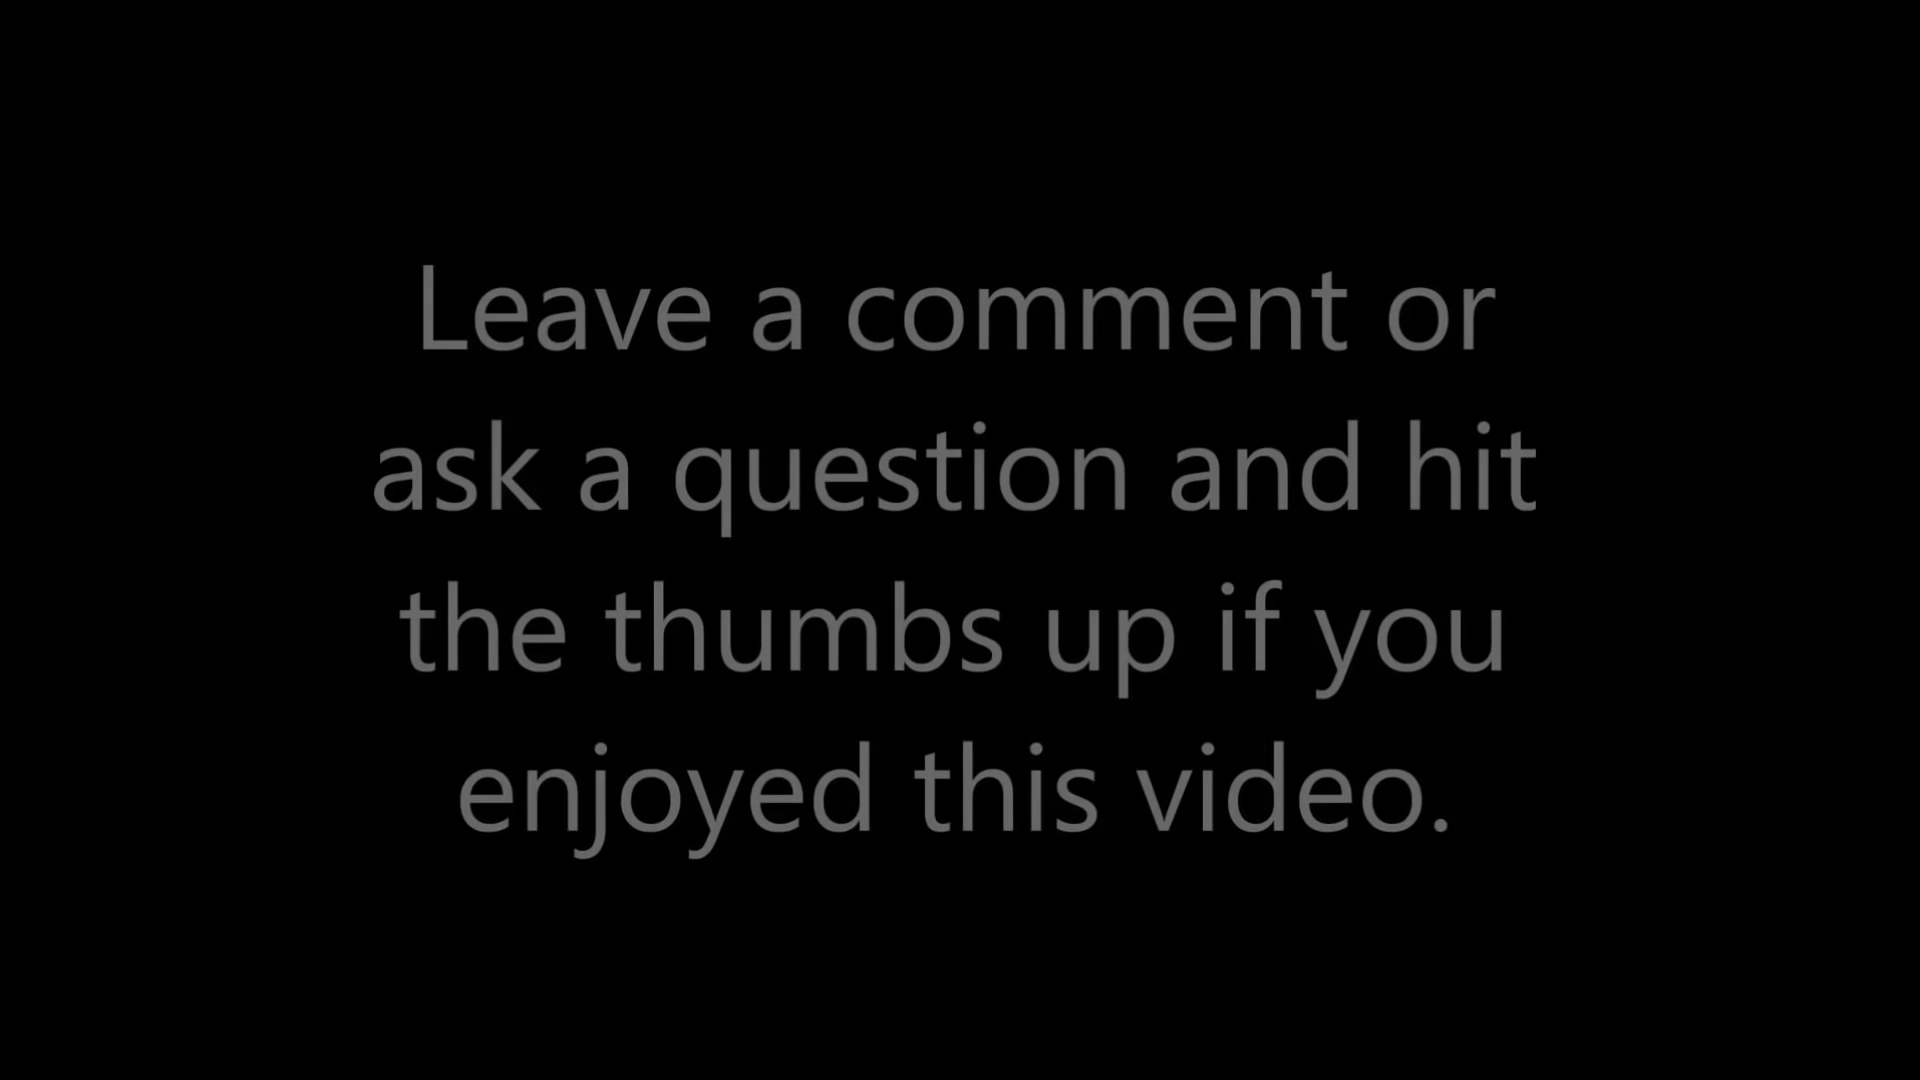 Leave a comment or
ask a question and hit
the thumbs up if you
enjoyed this video.